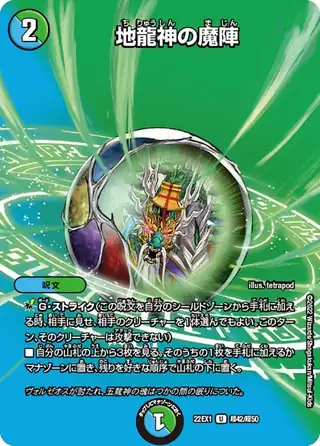 2
ち りゅうしん ま じん
地龍神の魔陣
呪文
illus. tetrapod
G・ストライク(この呪文を自分のシールドゾーンから手札に加え
る時、相手に見せ、相手のクリーチャーを1体選んでもよい。このター
ン、そのクリーチャーは攻撃できない)
■自分の山札の上から3枚を見る。そのうちの1枚を手札に加えるか
マナゾーンに置き、残りを好きな順序で山札の下に置く。
ヴォルゼオスが討たれ、五龍神の魂はつかの間の眠りについた。
1
22EX1 U 超42/超50